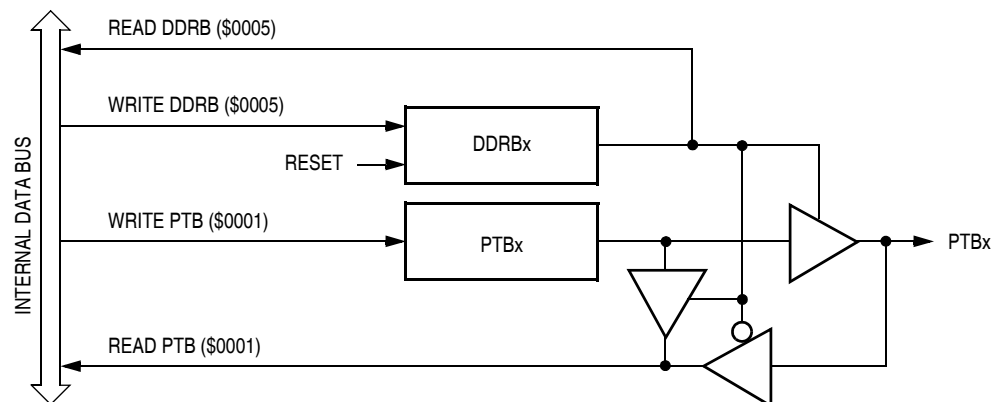 READ DDRB ($0005)
WRITE DDRB ($0005)
DDRBx
RESET
INTERNAL DATA BUS
WRITE PTB ($0001)
PTBx
PTBx
READ PTB ($0001)